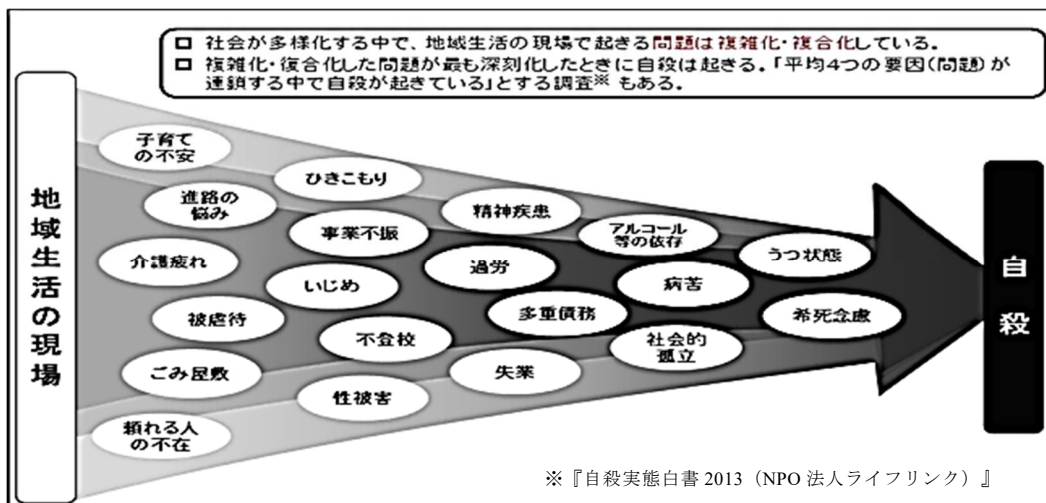 □ 社会が多様化する中で、地域生活の現場で起きる問題は複雑化・複合化している。
□ 複雑化・復合化した問題が最も深刻化したときに自殺は起きる。「平均4つの要因(問題)が
連鎖する中で自殺が起きている」とする調査※ もある。
地域生活の現場
子育て
の不安
進路の
悩み
介護疲れ
被虐待
ごみ屋敷
頼れる人
の不在
ひきこもり
事業不振
いじめ
不登校
性被害
精神疾患
過労
多重債務
失業
アルコール
等の依存
病苦
社会的
孤立
うつ状態
希死念慮
自殺
※『自殺実態白書 2013(NPO 法人ライフリンク)』